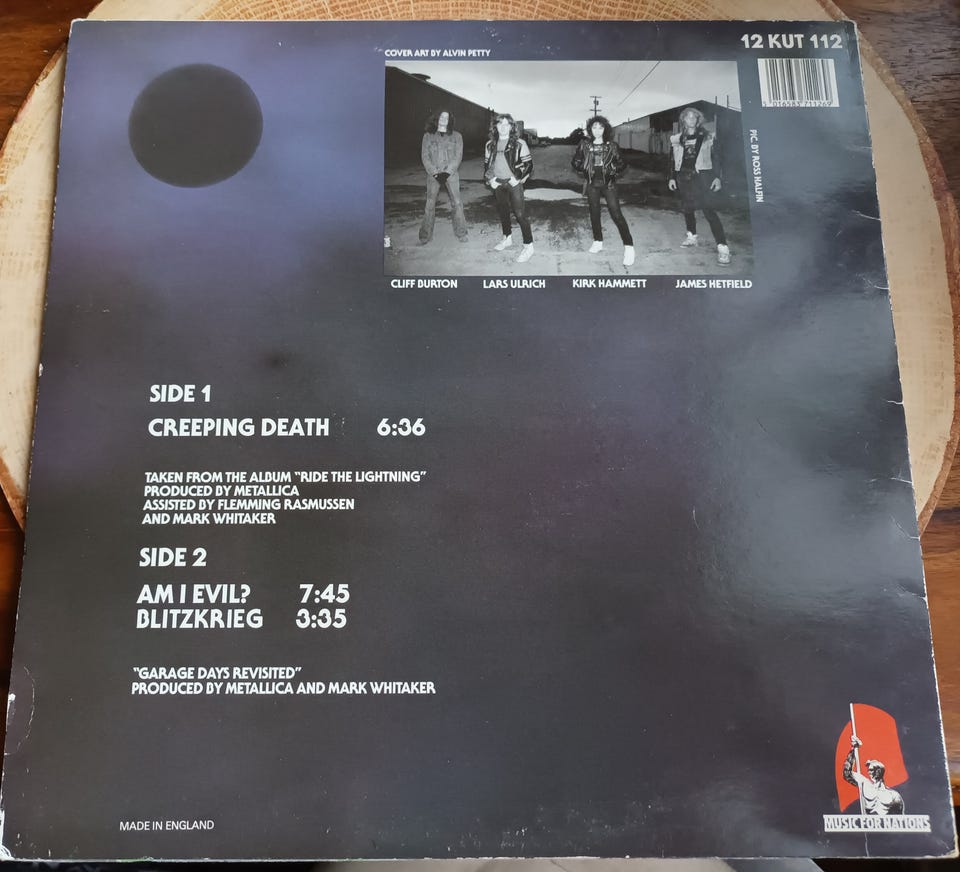 COVER ART BY ALVIN PETTY
12 KUT 112
5 016583 711269
PIC. BY ROSS HALFIN
CLIFF BURTON LARS ULRICH KIRK HAMMETT JAMES HETFIELD
SIDE 1
CREEPING DEATH 6:36
TAKEN FROM THE ALBUM "RIDE THE LIGHTNING"
PRODUCED BY METALLICA
ASSISTED BY FLEMMING RASMUSSEN
AND MARK WHITAKER
SIDE 2
AM I EVIL? 7:45
BLITZKRIEG 3:35
"GARAGE DAYS REVISITED"
PRODUCED BY METALLICA AND MARK WHITAKER
MADE IN ENGLAND
MUSIC FOR NATIONS